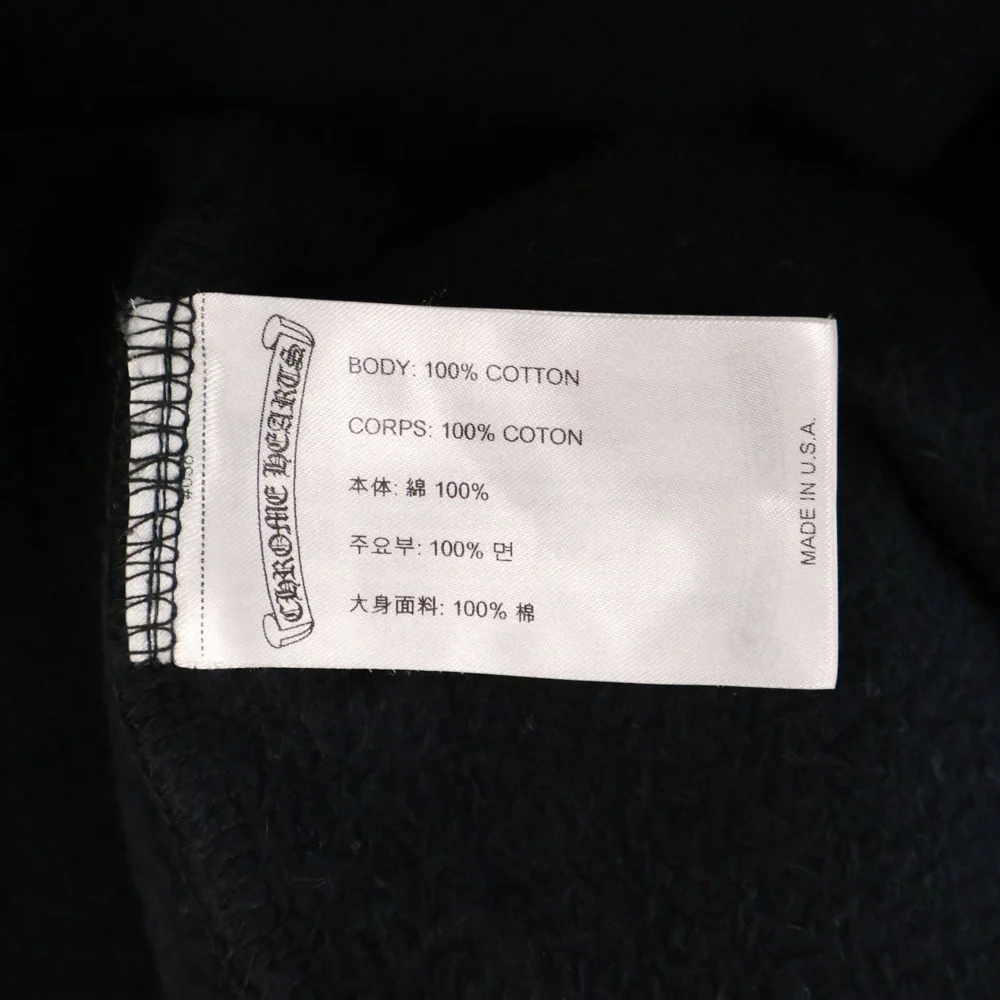 CHROME HEARTS
BODY: 100% COTTON
CORPS: 100% COTON
本体: 綿 100%
주요부: 100% 면
大身面料: 100% 棉
MADE IN U.S.A.